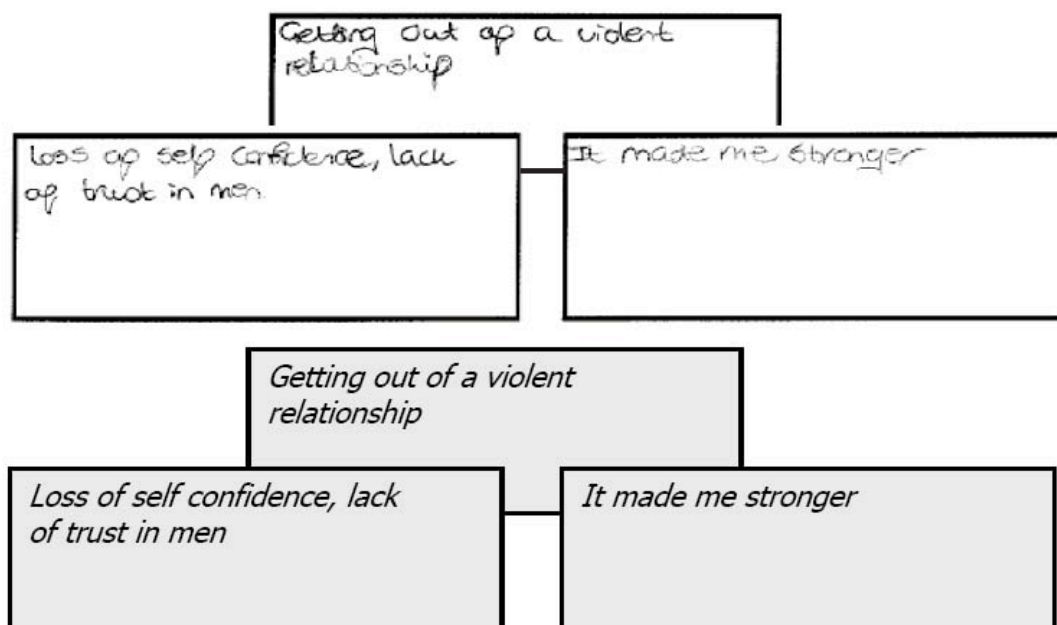 Getting out of a violent
relationship
Loss of self confidence, lack
of trust in men
It made me stronger
Getting out of a violent
relationship
Loss of self confidence, lack
of trust in men
It made me stronger